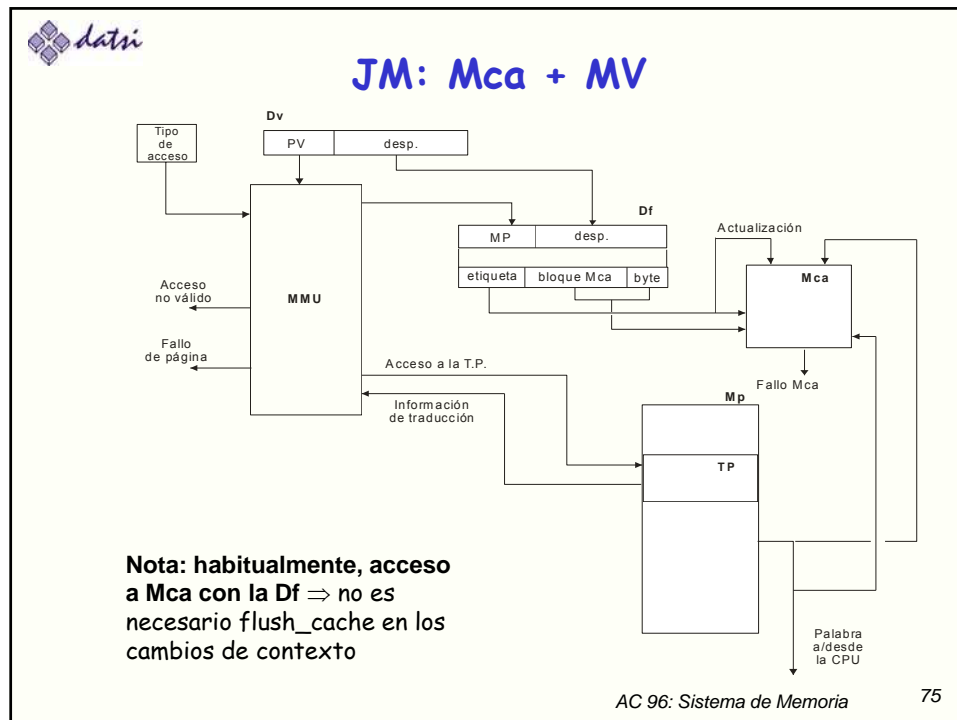 datsi
JM: Mca + MV
Dv
Tipo
de
acceso
PV desp.
Df
MP desp.
etiqueta bloque Mca byte
Actualización
Mca
Acceso
no válido
MMU
Fallo
de página
Acceso a la T.P.
Información
de traducción
Fallo Mca
Mp
TP
Nota: habitualmente, acceso
a Mca con la Df ⇒ no es
necesario flush_cache en los
cambios de contexto
Palabra
a/desde
la CPU
AC 96: Sistema de Memoria 75